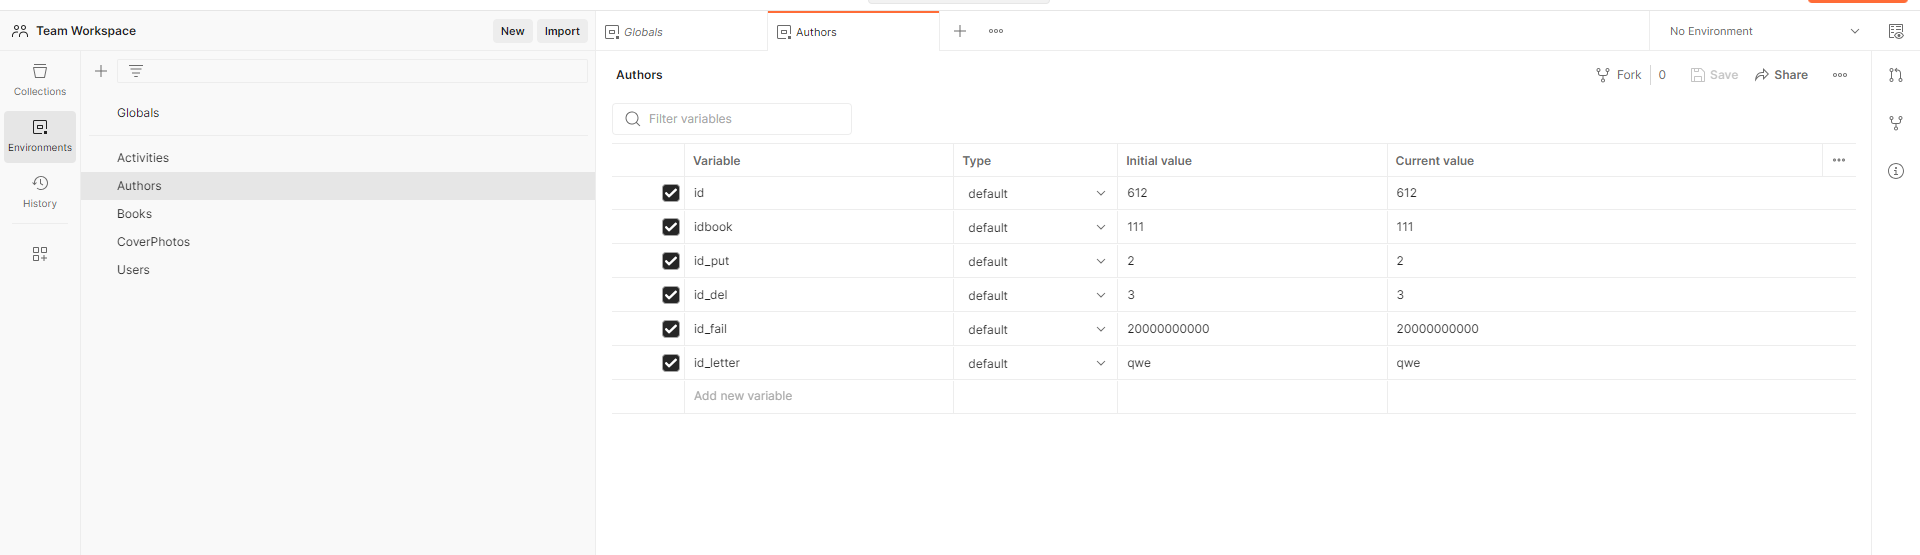 Team Workspace
New
Import
Globals
Authors
No Environment
Collections
Environments
History
Globals
Activities
Authors
Books
CoverPhotos
Users
Authors
Fork
0
Save
Share
Filter variables
Variable Type Initial value Current value
id default 612 612
idbook default 111 111
id_put default 2 2
id_del default 3 3
id_fail default 20000000000 20000000000
id_letter default qwe qwe
Add new variable